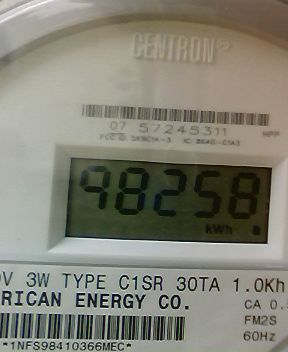 CENTRON®
07 57245311
98258
kWh
V 3W TYPE C1SR 30TA 1.0Kh
RICAN ENERGY CO.
CA 0.
FM2S
60Hz
*1NFS98410366MEC*